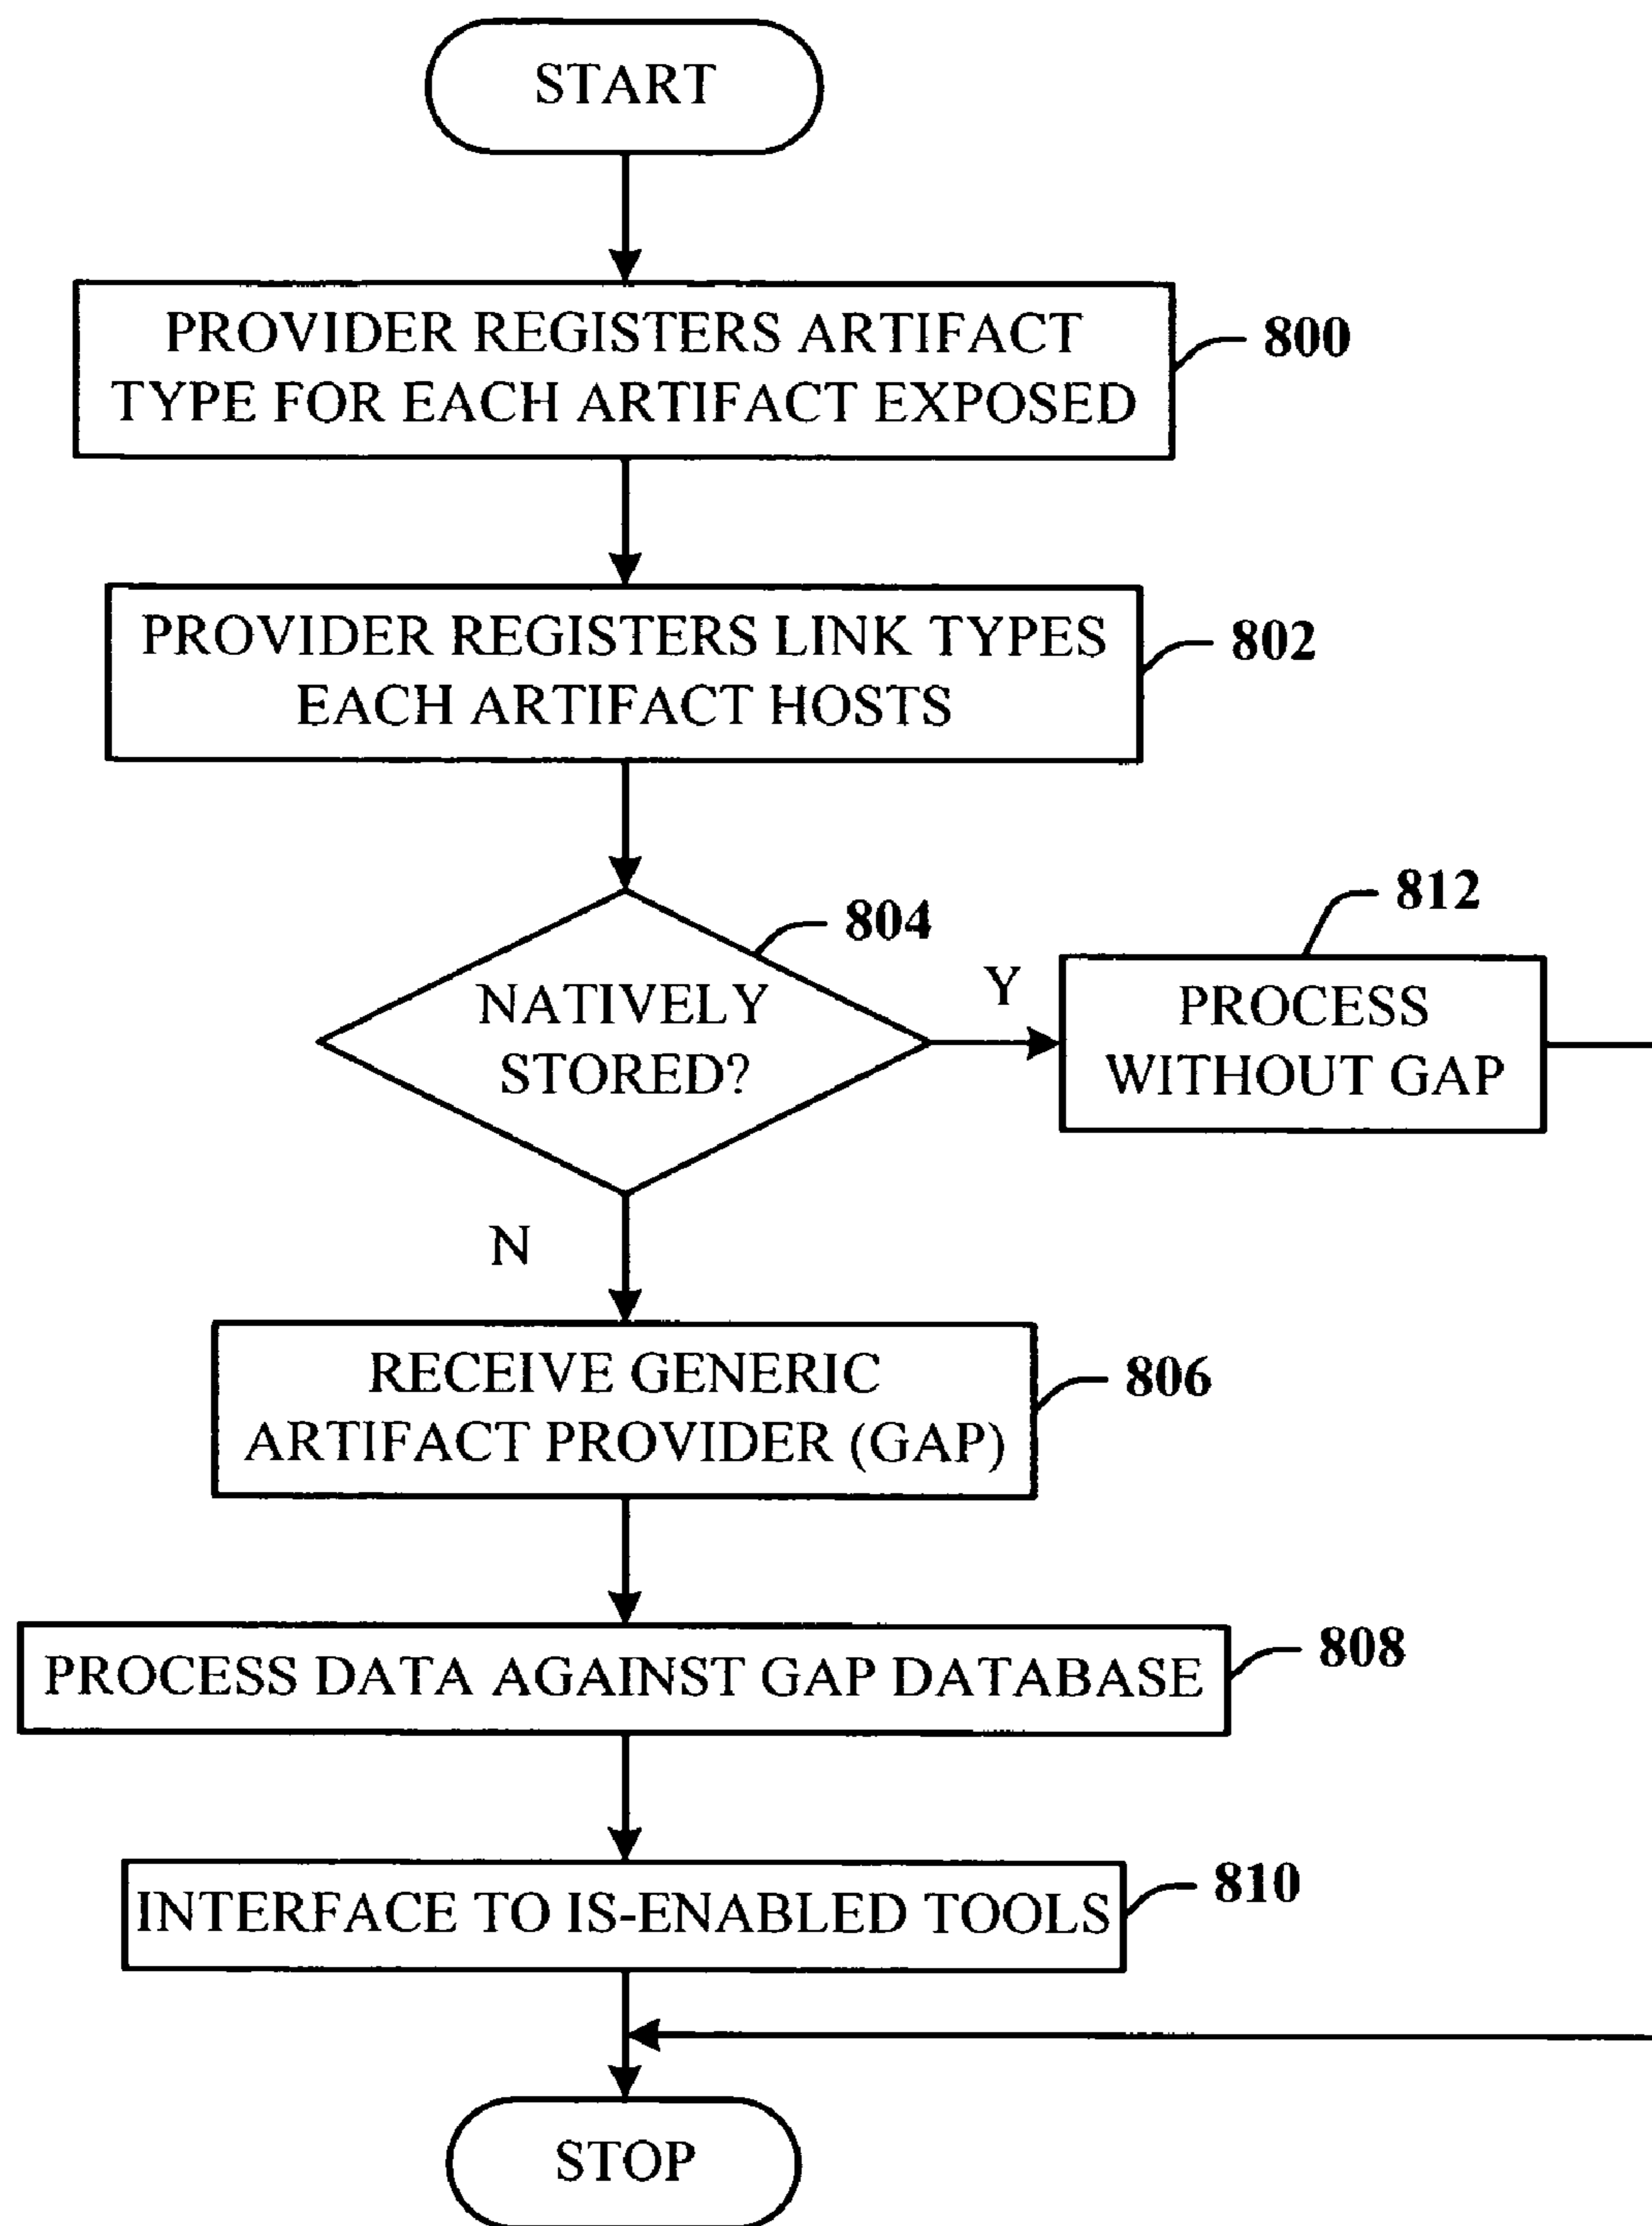 START
PROVIDER REGISTERS ARTIFACT
TYPE FOR EACH ARTIFACT EXPOSED
800
PROVIDER REGISTERS LINK TYPES
EACH ARTIFACT HOSTS
802
804
NATIVELY
STORED?
Y
812
PROCESS
WITHOUT GAP
N
RECEIVE GENERIC
ARTIFACT PROVIDER (GAP)
806
PROCESS DATA AGAINST GAP DATABASE
808
INTERFACE TO IS-ENABLED TOOLS
810
STOP